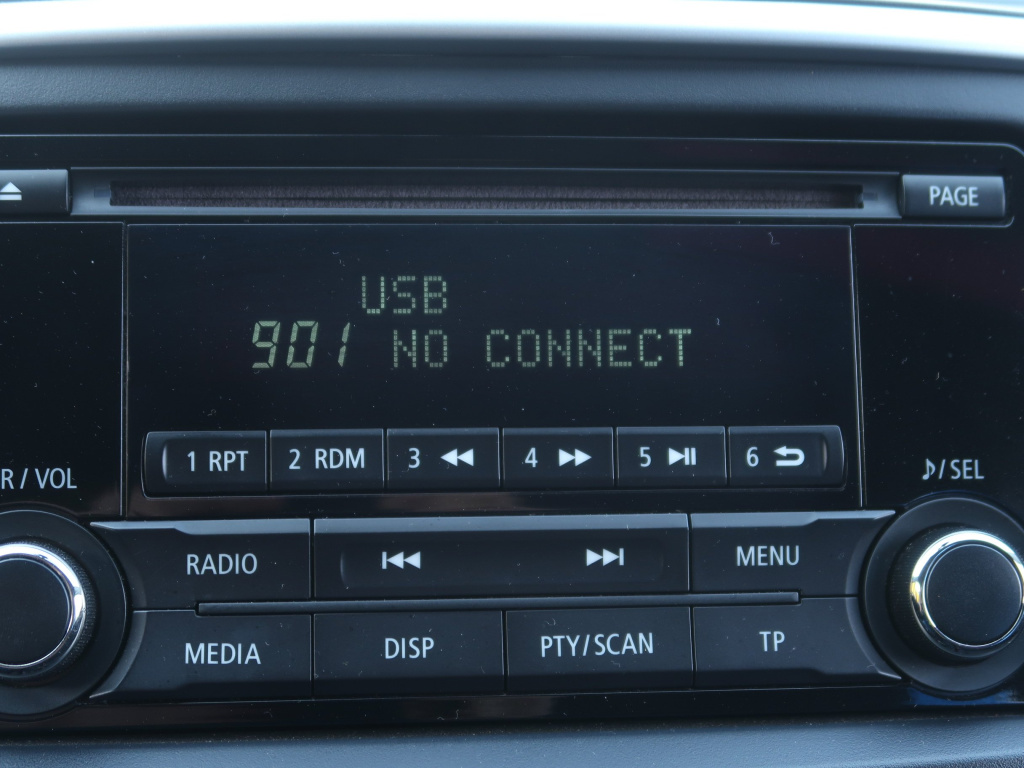 PAGE
USB
901 NO CONNECT
1 RPT 2 RDM 3 4 5 6
R / VOL
♪/SEL
RADIO MENU
MEDIA DISP PTY/SCAN TP